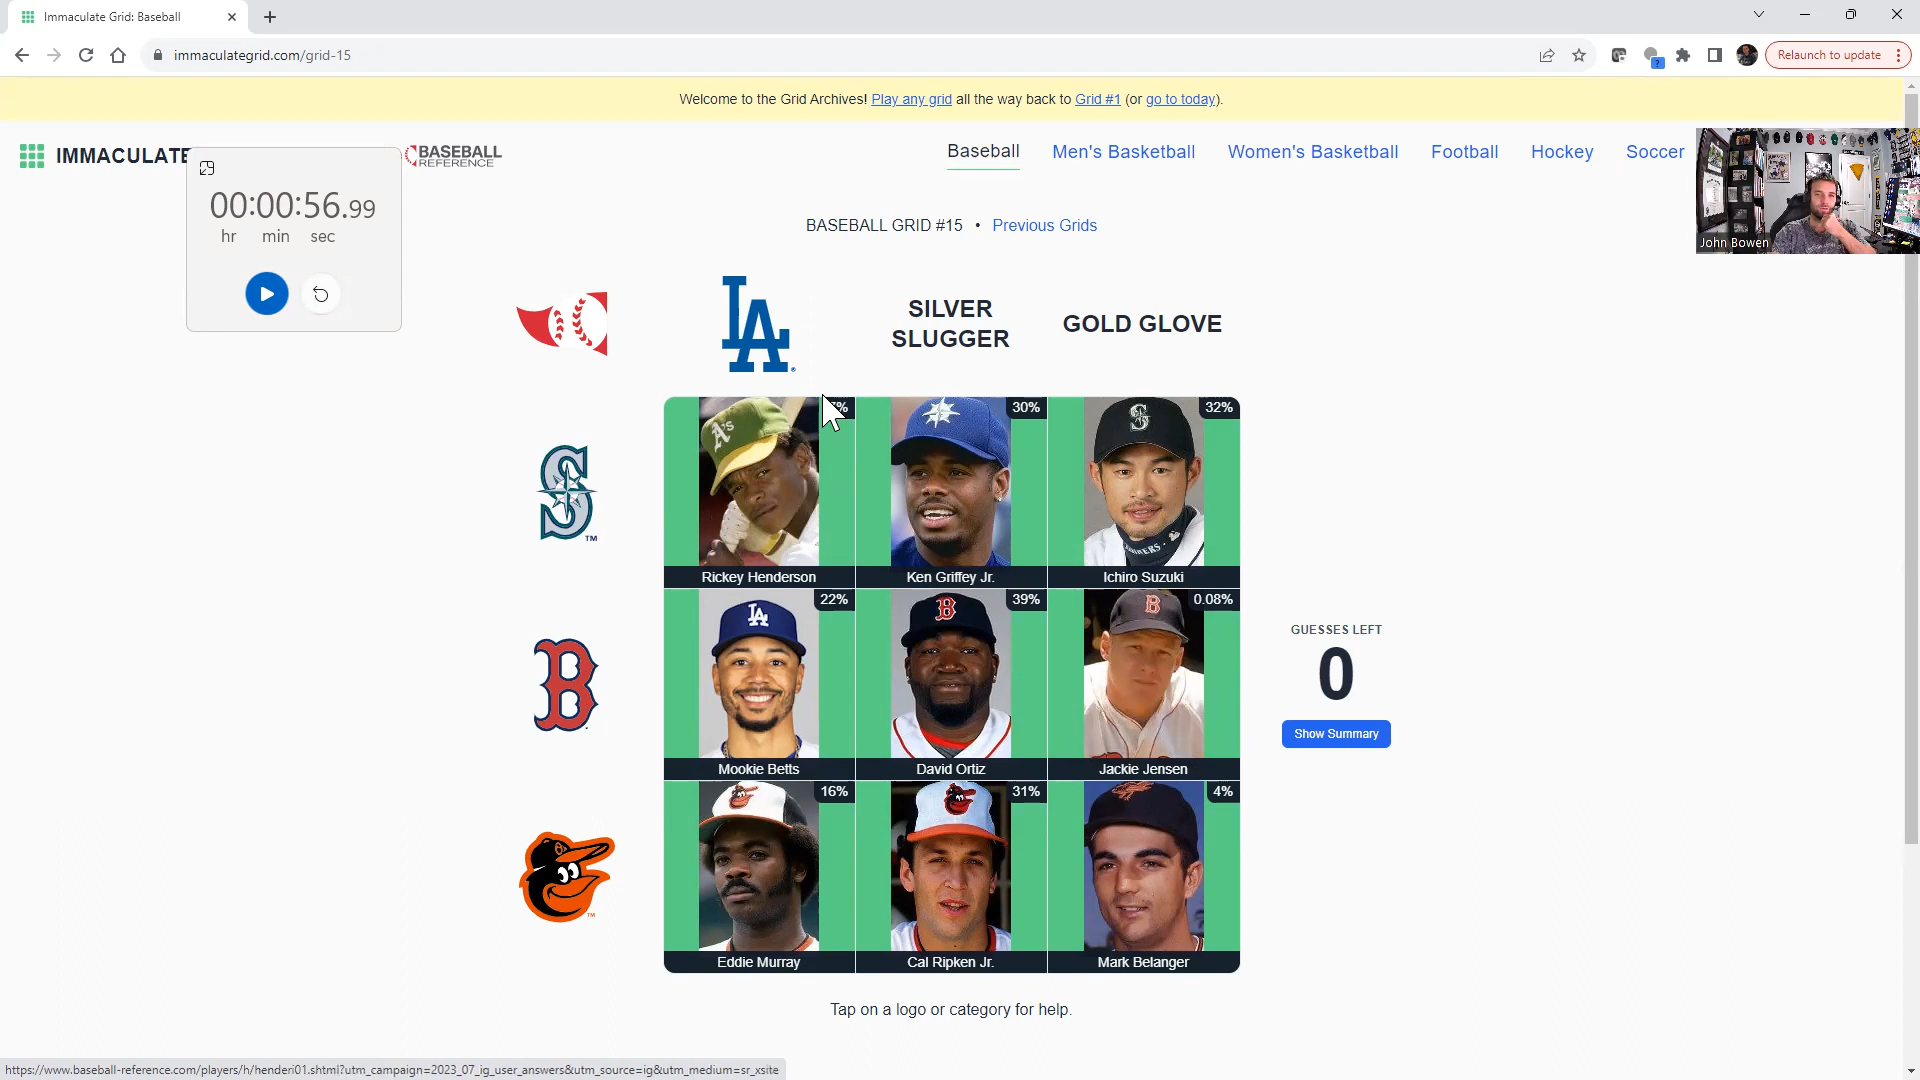 Immaculate Grid: Baseball
immaculategrid.com/grid-15
Relaunch to update
Welcome to the Grid Archives! Play any grid all the way back to Grid #1 (or go to today).
IMMACULATE
BASEBALL
REFERENCE
Baseball
Men's Basketball
Women's Basketball
Football
Hockey
Soccer
00:00:56.99
hr min sec
John Bowen
BASEBALL GRID #15 • Previous Grids
LA
SILVER
SLUGGER
GOLD GLOVE
30%
32%
A's
S
Rickey Henderson
Ken Griffey Jr.
Ichiro Suzuki
S
TM
22%
39%
0.08%
LA
B
B
B
Mookie Betts
David Ortiz
Jackie Jensen
GUESSES LEFT
0
Show Summary
16%
31%
4%
TM
Eddie Murray
Cal Ripken Jr.
Mark Belanger
Tap on a logo or category for help.
https://www.baseball-reference.com/players/h/henderi01.shtml?utm_campaign=2023_07_ig_user_answers&utm_source=ig&utm_medium=sr_xsite